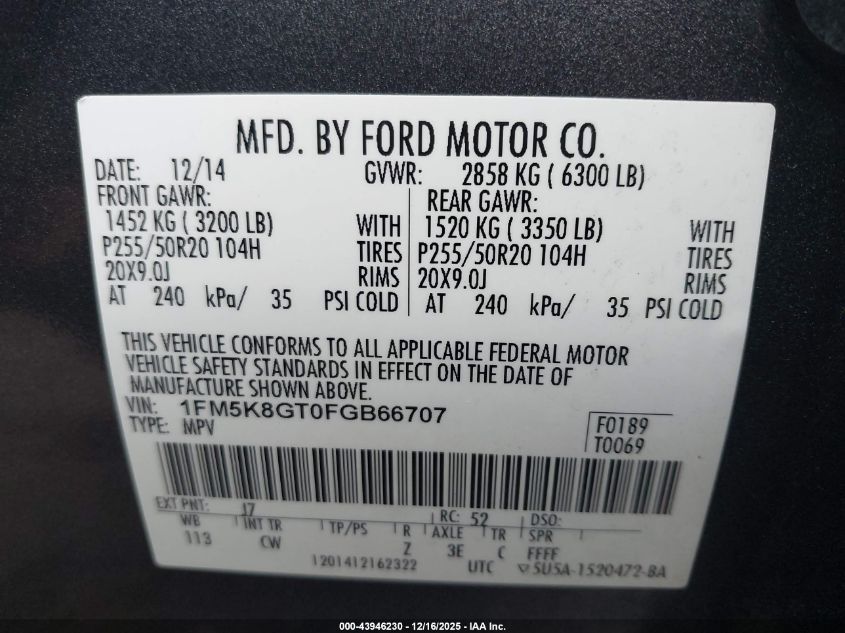 MFD. BY FORD MOTOR CO.
DATE: 12/14 GVWR: 2858 KG ( 6300 LB)
FRONT GAWR: REAR GAWR:
1452 KG ( 3200 LB) WITH 1520 KG ( 3350 LB) WITH
P255/50R20 104H TIRES P255/50R20 104H TIRES
20X9.0J RIMS 20X9.0J RIMS
AT 240 kPa/ 35 PSI COLD AT 240 kPa/ 35 PSI COLD
THIS VEHICLE CONFORMS TO ALL APPLICABLE FEDERAL MOTOR
VEHICLE SAFETY STANDARDS IN EFFECT ON THE DATE OF
MANUFACTURE SHOWN ABOVE.
VIN: 1FM5K8GT0FGB66707
TYPE: MPV
F0189
T0069
EXT PNT: J7 RC: 52 DSO:
WB INT TR TP/PS R AXLE TR SPR
113 CW Z 3E C FFFF
1201412162322 UTC ▽5U5A-1520472-BA
000-43946230 - 12/16/2025 - IAA Inc.